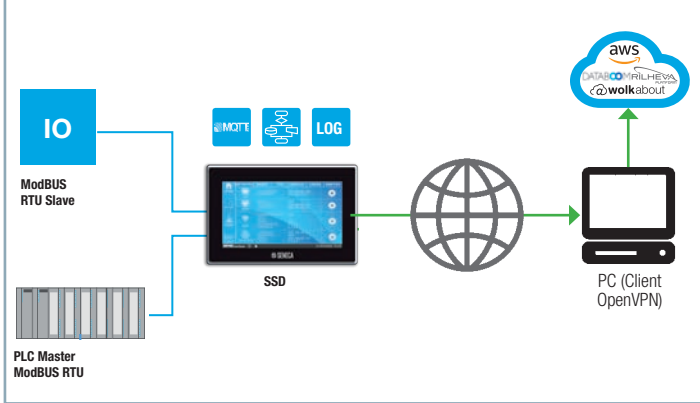 aws
DATABOOM RILHEVA
PLATFORM
@wolkabout
IO
MQTT
LOG
ModBUS
RTU Slave
SENECA
SSD
PC (Client
OpenVPN)
PLC Master
ModBUS RTU